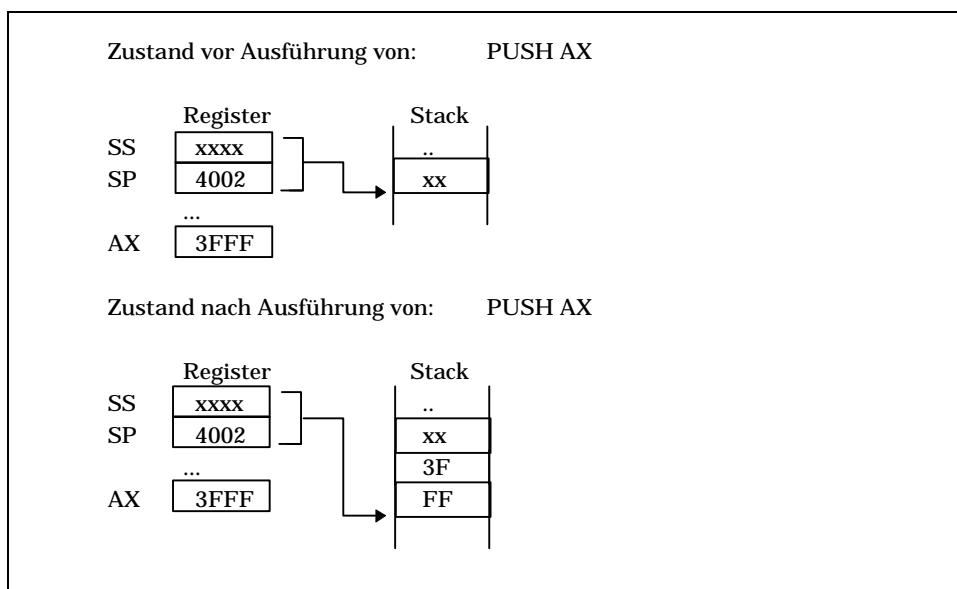 Zustand vor Ausführung von: PUSH AX
Register Stack
SS xxxx ..
SP 4002 xx
...
AX 3FFF
Zustand nach Ausführung von: PUSH AX
Register Stack
SS xxxx ..
SP 4002 xx
3F
...
AX 3FFF FF